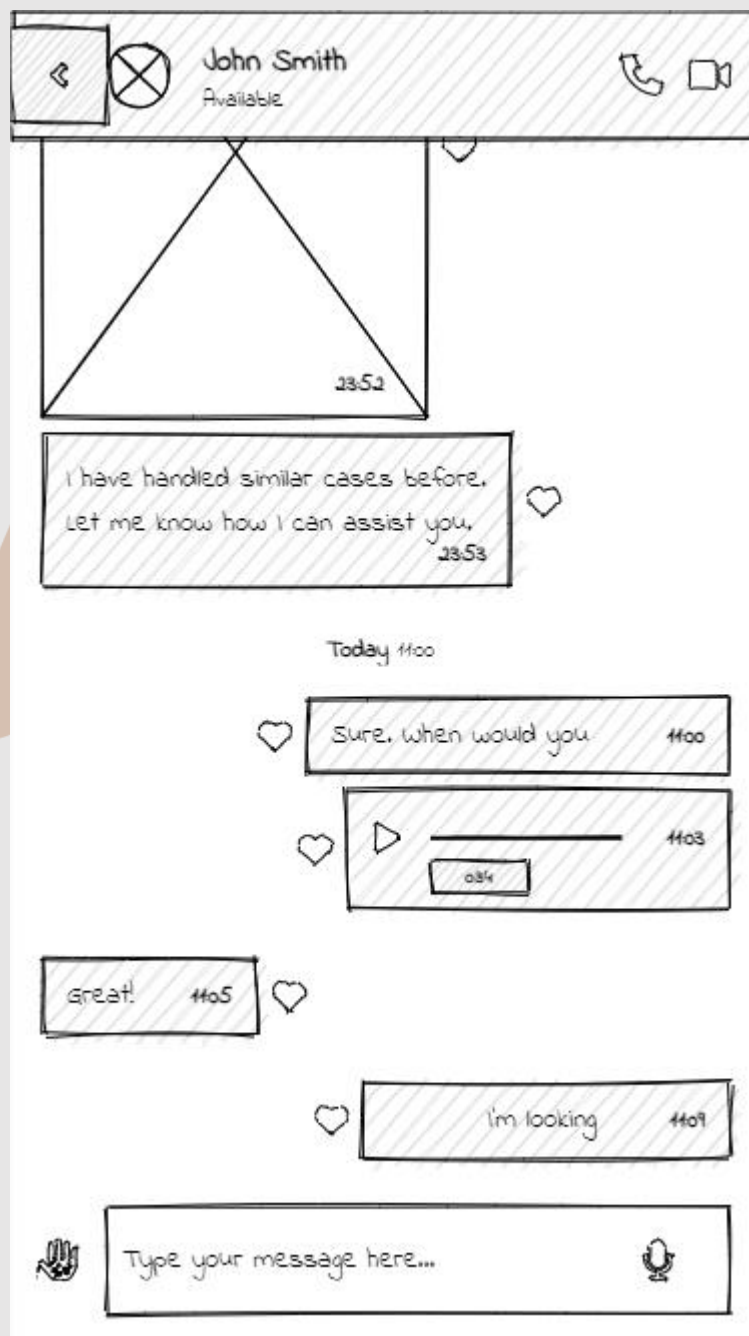 John Smith
Available
23:52
I have handled similar cases before.
Let me know how I can assist you.
23:53
Today 11:00
Sure. when would you 11:00
11:03
0:34
Great! 11:05
I'm looking 11:09
Type your message here...